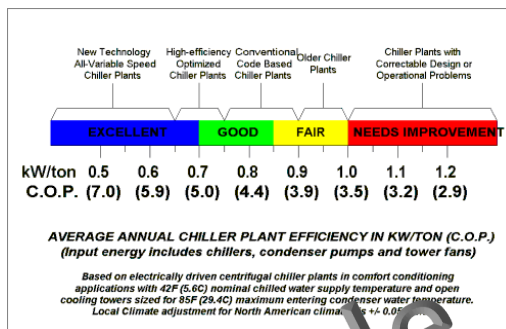 New Technology
All-Variable Speed
Chiller Plants
High-efficiency
Optimized
Chiller Plants
Conventional
Code Based
Chiller Plants
Older Chiller
Plants
Chiller Plants with
Correctable Design or
Operational Problems
EXCELLENT GOOD FAIR NEEDS IMPROVEMENT
kW/ton 0.5 0.6 0.7 0.8 0.9 1.0 1.1 1.2
C.O.P. (7.0) (5.9) (5.0) (4.4) (3.9) (3.5) (3.2) (2.9)
AVERAGE ANNUAL CHILLER PLANT EFFICIENCY IN KW/TON (C.O.P.)
(Input energy includes chillers, condenser pumps and tower fans)
Based on electrically driven centrifugal chiller plants in comfort conditioning
applications with 42F (5.6C) nominal chilled water supply temperature and open
cooling towers sized for 85F (29.4C) maximum entering condenser water temperature.
Local Climate adjustment for North American +/-